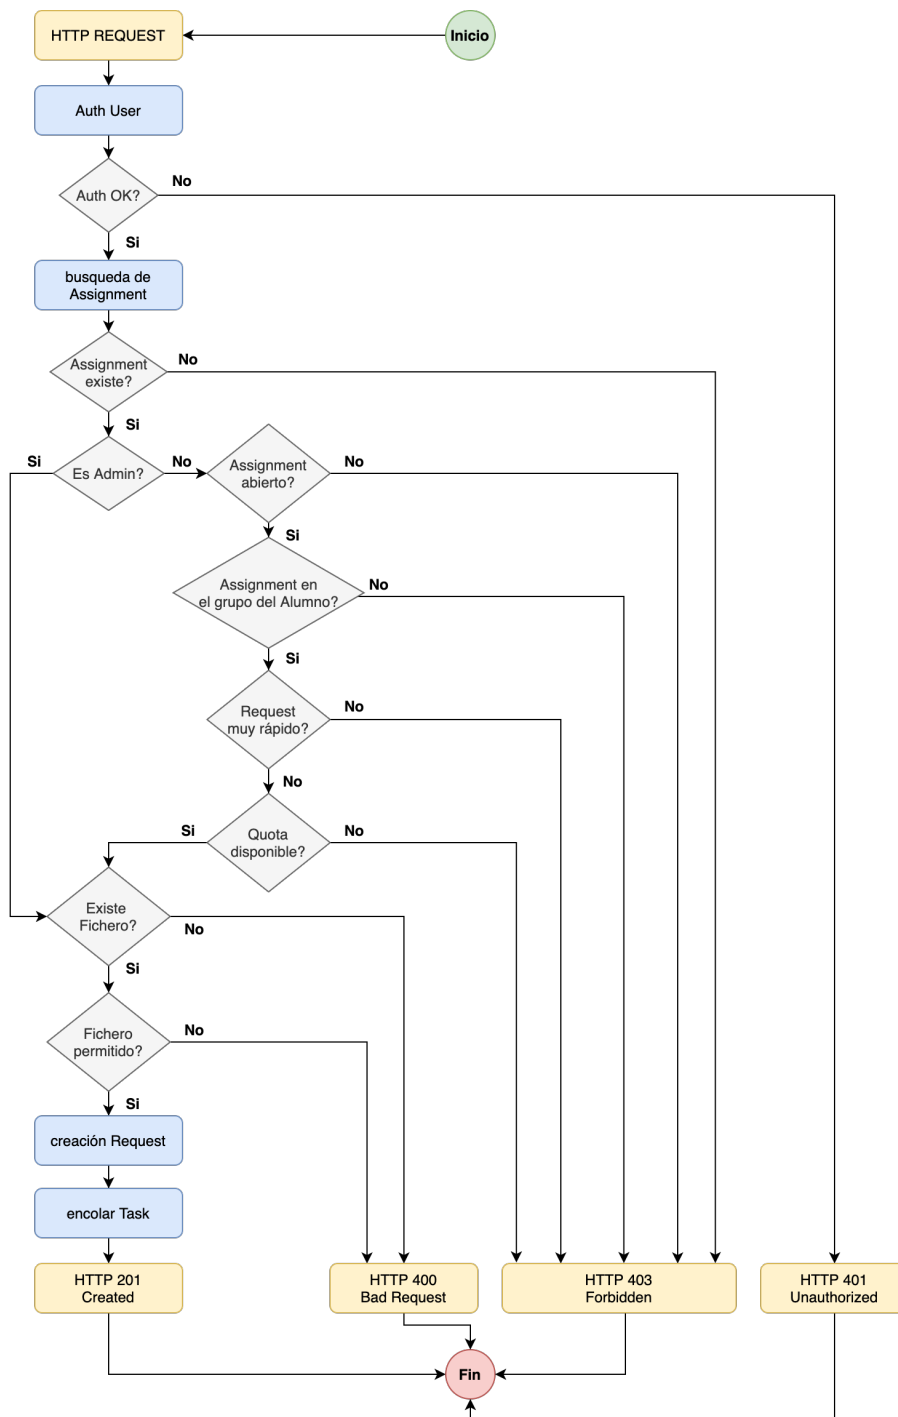 HTTP REQUEST
Inicio
Auth User
Auth OK?
No
Si
busqueda de
Assignment
Assignment
existe?
No
Si
Si
Es Admin?
No
Assignment
abierto?
No
Si
Assignment en
el grupo del Alumno?
No
Si
Request
muy rápido?
No
No
Quota
disponible?
Si
No
Existe
Fichero?
No
Si
Fichero
permitido?
No
Si
creación Request
encolar Task
HTTP 201
Created
HTTP 400
Bad Request
HTTP 403
Forbidden
HTTP 401
Unauthorized
Fin